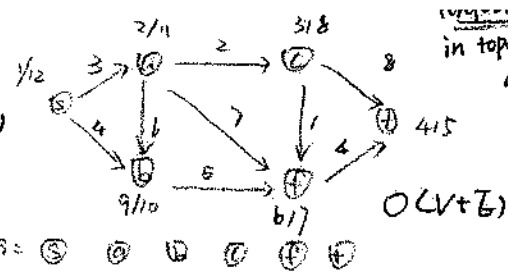 2/11 3/8
in top
1/12 3 a 2 c 8
s
4 1 7 1 t 4/5
4
b 5 f
9/10 6/7 O(V+E)
= s a b c f t